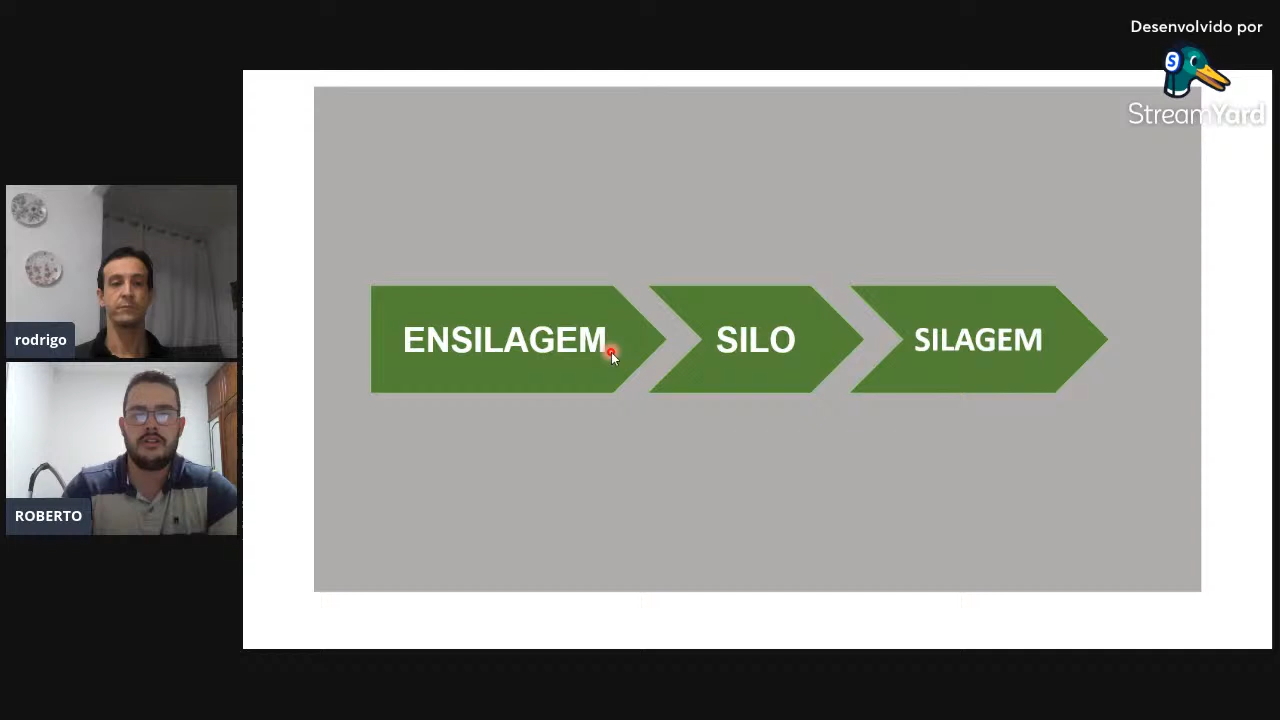 Desenvolvido por
S
StreamYard
ENSILAGEM
SILO
SILAGEM
rodrigo
ROBERTO